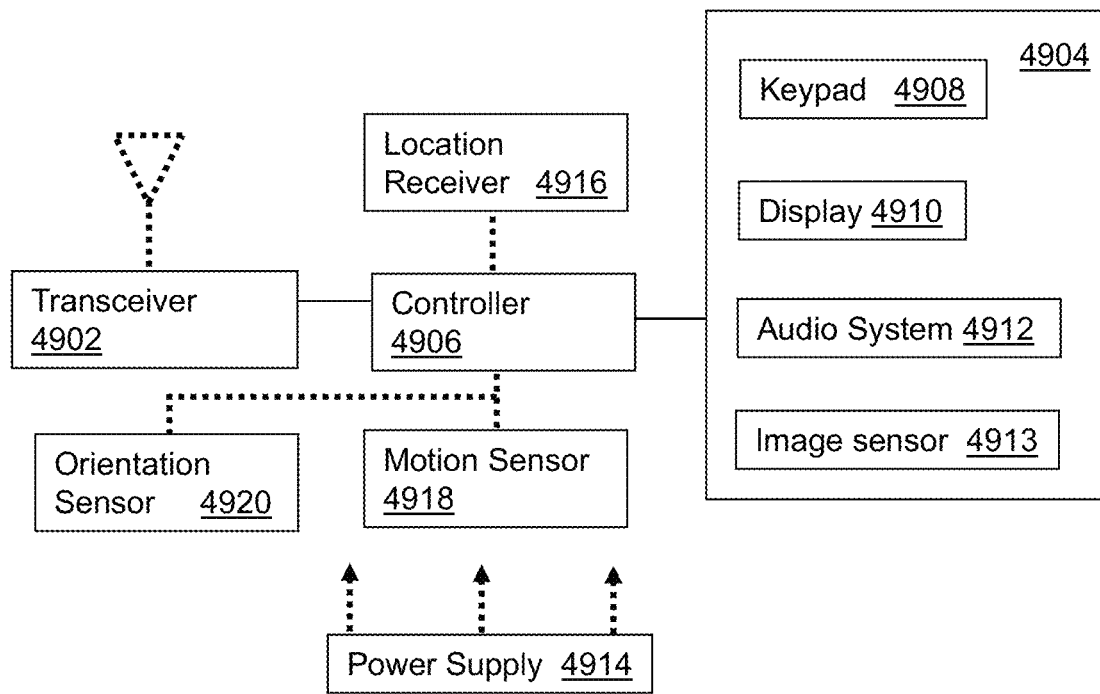 4904
Keypad 4908
Location
Receiver 4916
Display 4910
Transceiver
4902
Controller
4906
Audio System 4912
Image sensor 4913
Orientation
Sensor 4920
Motion Sensor
4918
Power Supply 4914